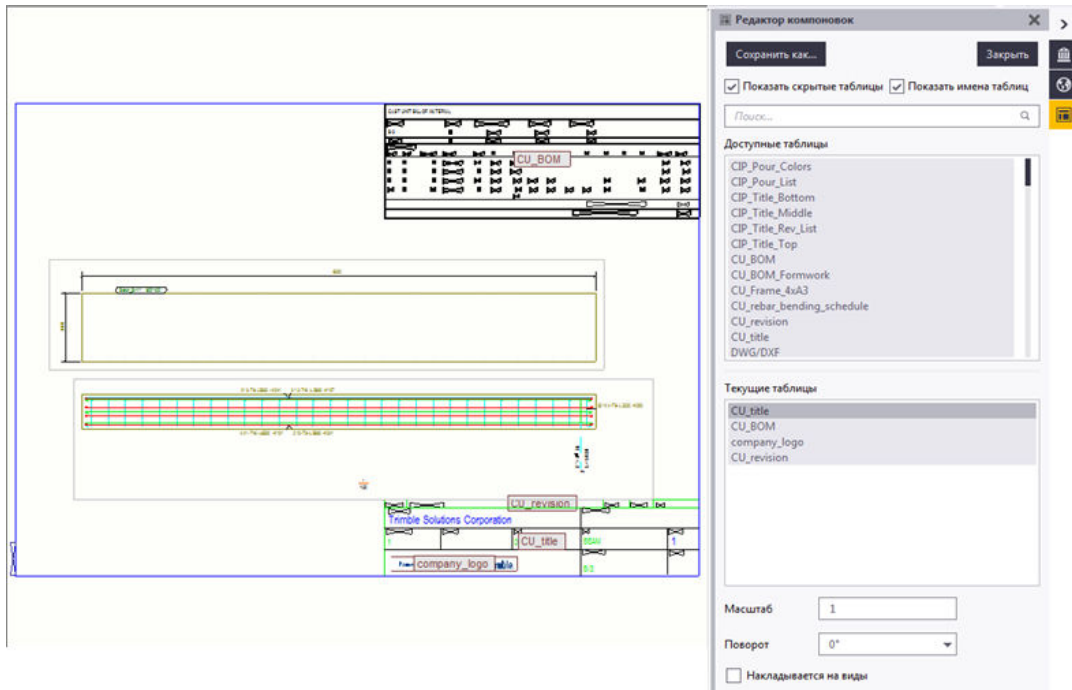 Редактор компоновок
Сохранить как...
Закрыть
Показать скрытые таблицы
Показать имена таблиц
Поиск...
Доступные таблицы
CIP_Pour_Colors
CIP_Pour_List
CIP_Title_Bottom
CIP_Title_Middle
CIP_Title_Rev_List
CIP_Title_Top
CU_BOM
CU_BOM_Formwork
CU_Frame_4xA3
CU_rebar_bending_schedule
CU_revision
CU_title
DWG/DXF
Текущие таблицы
CU_title
CU_BOM
company_logo
CU_revision
Масштаб
1
Поворот
0°
Накладывается на виды
CU_BOM
CU_revision
Trimble Solutions Corporation
CU_title
1
company_logo